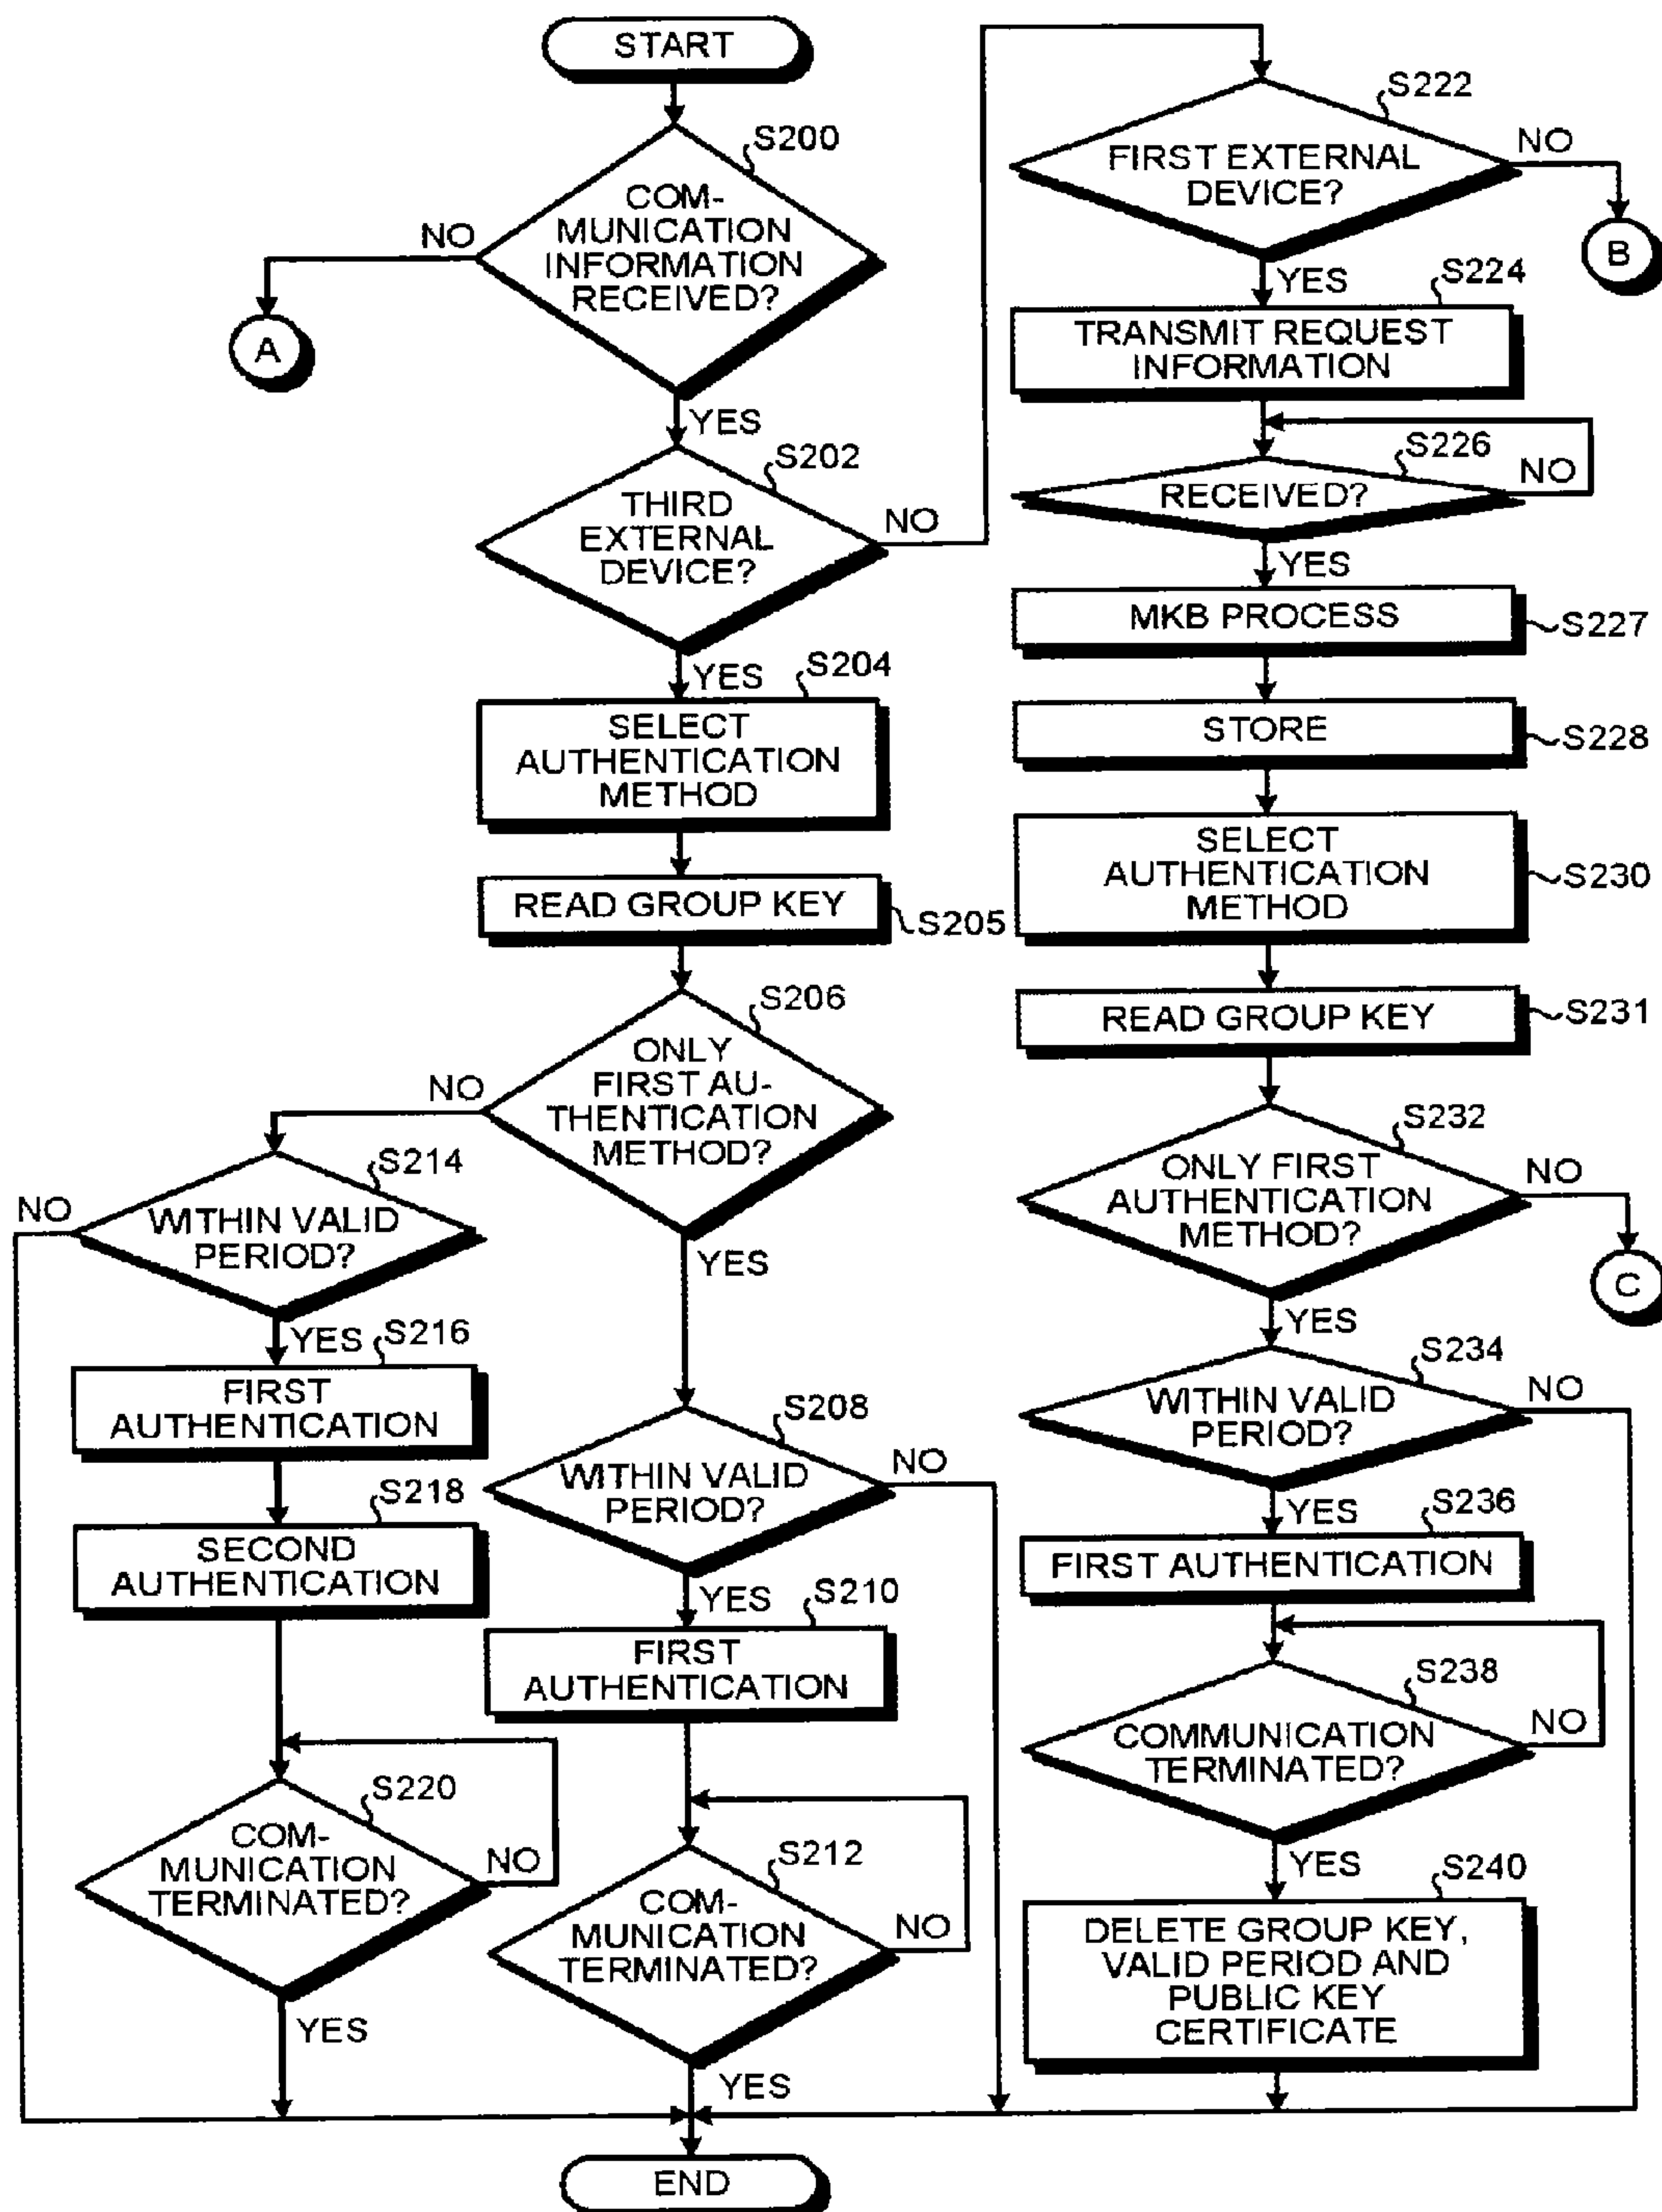 START
S200
COM-
MUNICATION
INFORMATION
RECEIVED?
NO
A
YES
S202
THIRD
EXTERNAL
DEVICE?
NO
YES
S204
SELECT
AUTHENTICATION
METHOD
READ GROUP KEY
S205
S206
ONLY
FIRST AU-
THENTICATION
METHOD?
NO
YES
S214
WITHIN VALID
PERIOD?
NO
YES
S216
FIRST
AUTHENTICATION
S218
SECOND
AUTHENTICATION
S220
COM-
MUNICATION
TERMINATED?
NO
YES
S208
WITHIN VALID
PERIOD?
NO
YES
S210
FIRST
AUTHENTICATION
S212
COM-
MUNICATION
TERMINATED?
NO
YES
END
S222
FIRST EXTERNAL
DEVICE?
NO
B
YES
S224
TRANSMIT REQUEST
INFORMATION
S226
RECEIVED?
NO
YES
MKB PROCESS
S227
STORE
S228
SELECT
AUTHENTICATION
METHOD
S230
READ GROUP KEY
S231
S232
ONLY FIRST
AUTHENTICATION
METHOD?
NO
C
YES
S234
WITHIN VALID
PERIOD?
NO
YES
S236
FIRST AUTHENTICATION
S238
COMMUNICATION
TERMINATED?
NO
YES
S240
DELETE GROUP KEY,
VALID PERIOD AND
PUBLIC KEY
CERTIFICATE